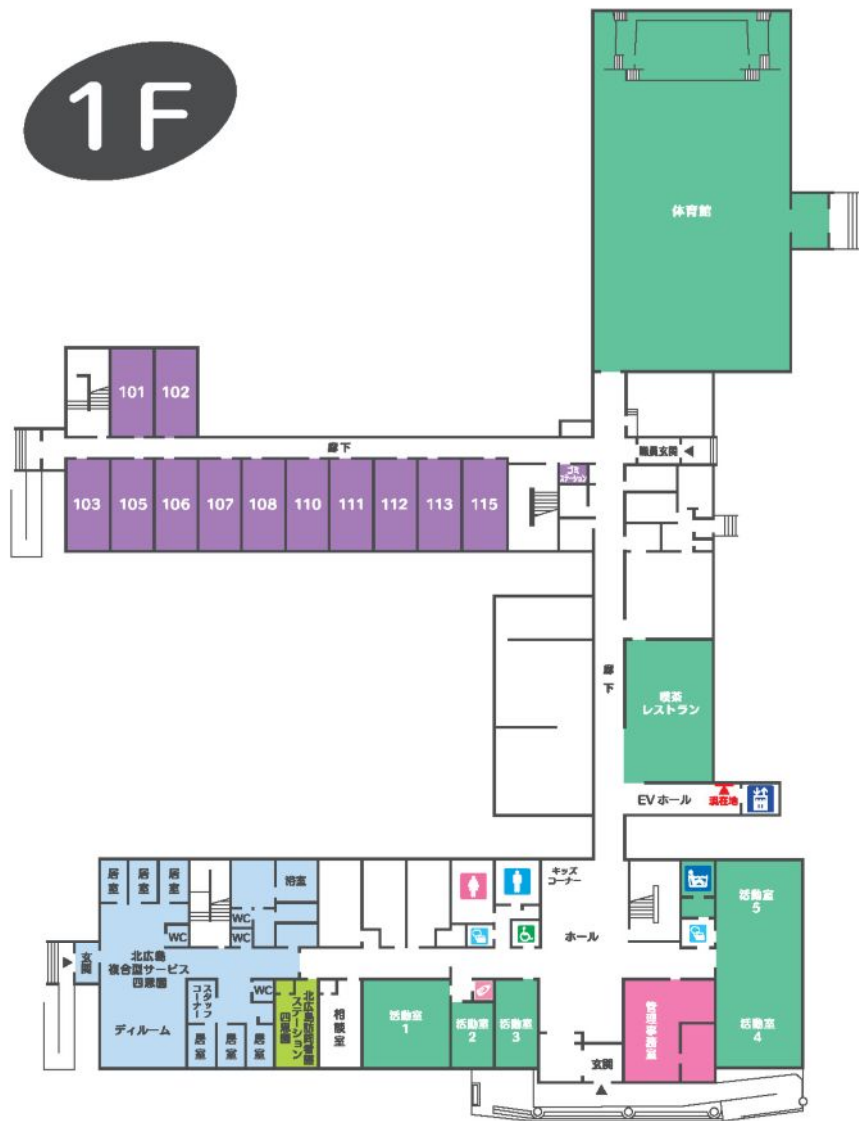 1F
体育館
101
102
廊下
職員玄関
103
105
106
107
108
110
111
112
113
115
ゴミ
ステーション
廊
下
喫茶
レストラン
EVホール
現在地
居室
居室
居室
浴室
WC
WC
WC
キッズ
コーナー
ホール
活動室
5
玄関
北広島
複合型サービス
四恩園
スタッフ
コーナー
WC
ディルーム
居室
居室
居室
北広島訪問看護
ステーション
四恩園
相談室
活動室
1
活動室
2
活動室
3
管理事務室
活動室
4
玄関